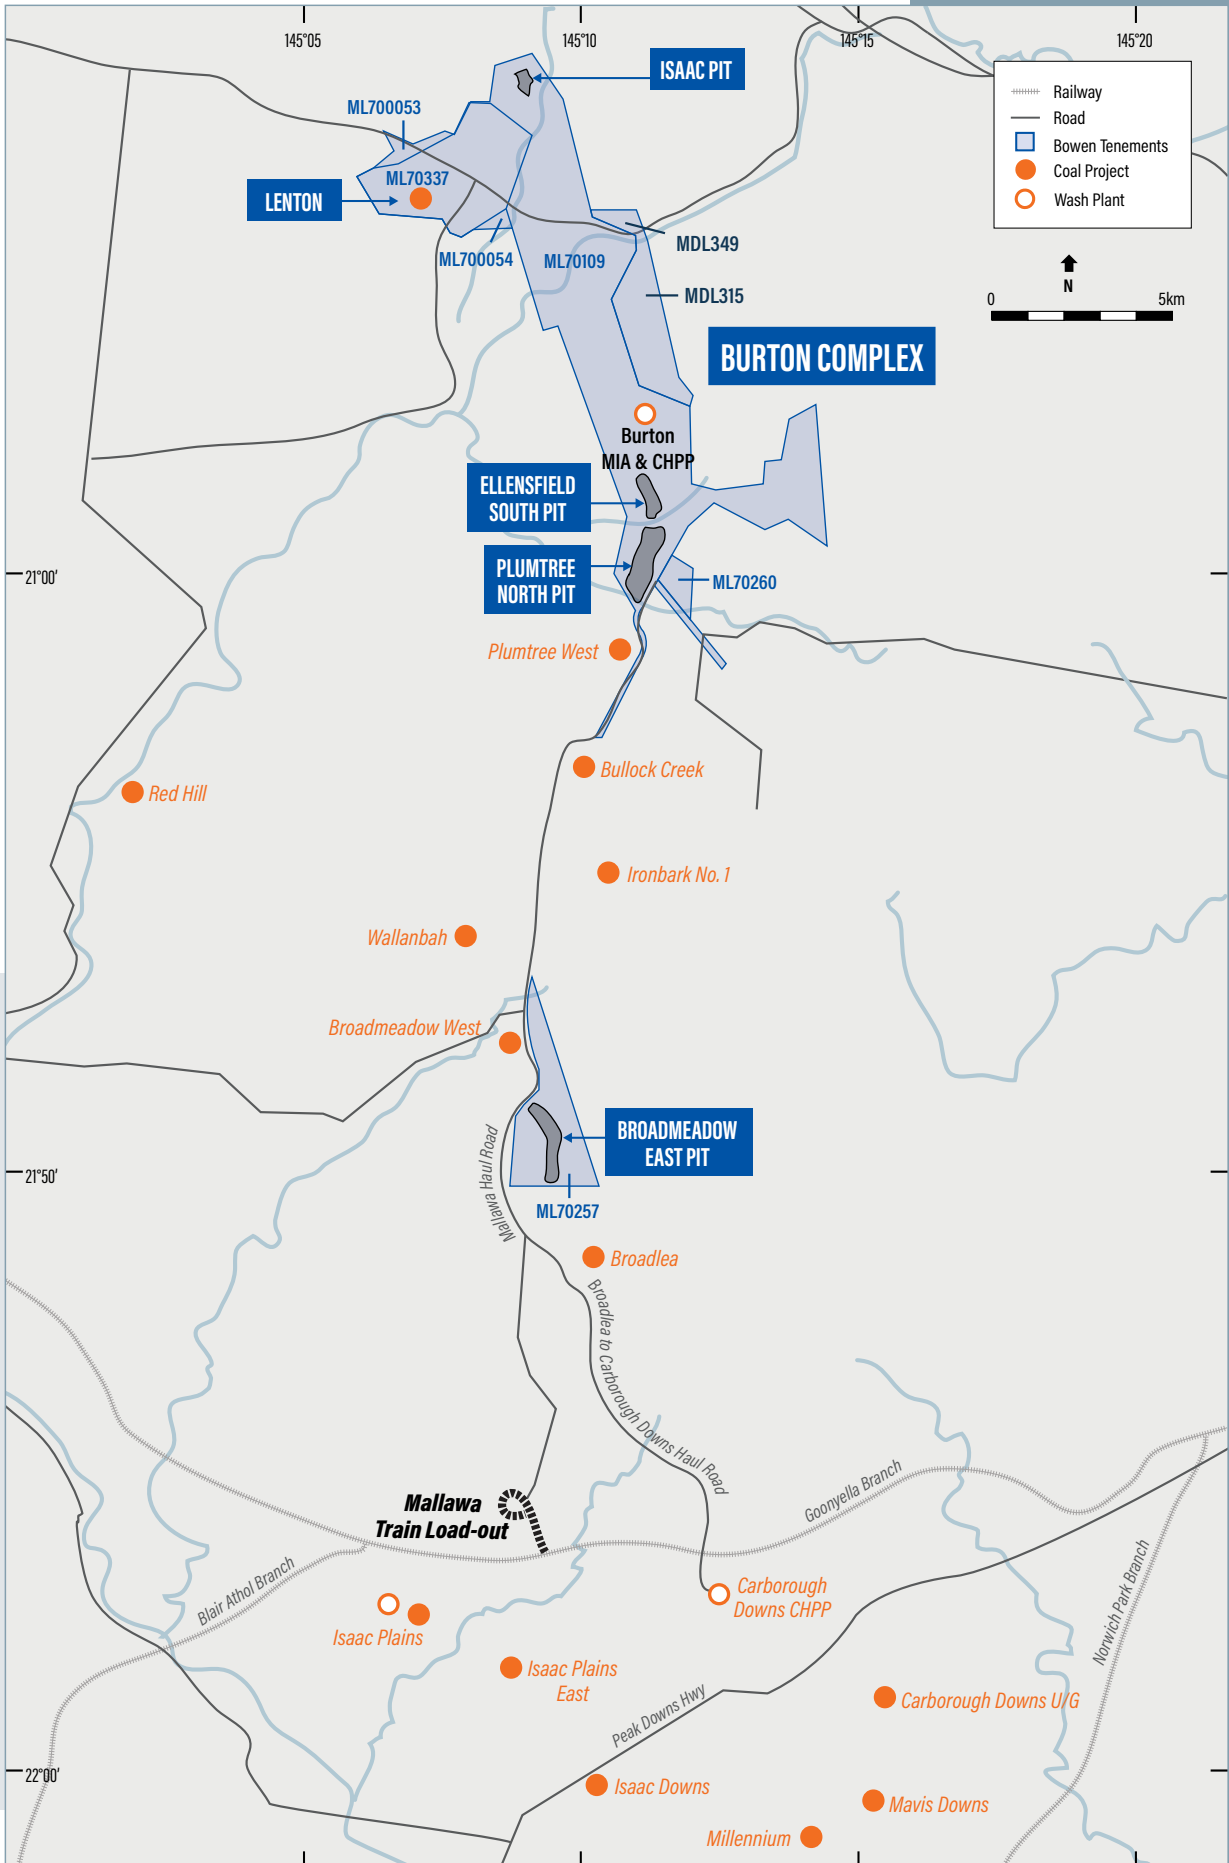 145°05
145°10
145°15
145°20
ISAAC PIT
Railway
Road
Bowen Tenements
Coal Project
Wash Plant
N
0
5km
ML700053
ML70337
LENTON
ML700054
ML70109
MDL349
MDL315
BURTON COMPLEX
Burton
MIA & CHPP
ELLENSFIELD
SOUTH PIT
PLUMTREE
NORTH PIT
21°00'
ML70260
Plumtree West
Bullock Creek
Red Hill
Ironbark No. 1
Wallanbah
Broadmeadow West
BROADMEADOW
EAST PIT
Mallawa Haul Road
21°50'
ML70257
Broadlea
Broadlea to Carborough Downs Haul Road
Goonyella Branch
Mallawa
Train Load-out
Blair Athol Branch
Norwich Park Branch
Carborough
Downs CHPP
Isaac Plains
Isaac Plains
East
Peak Downs Hwy
Carborough Downs U/G
22°00'
Isaac Downs
Mavis Downs
Millennium